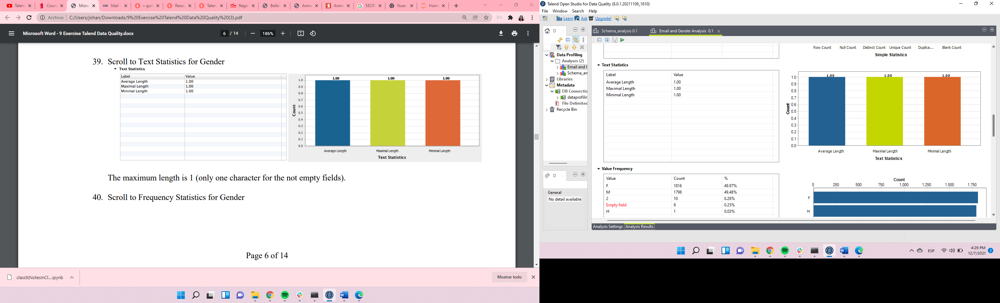 Talen
Cours
Micro
Mail -
« guid
Resou
Talend
Regis
Beibla
Anme
Anme
SECRE
Nueva
Home
Archivo | C:/Users/johan/Downloads/9%20Exercise%20Talend%20Data%20Quality%20(3).pdf
Microsoft Word - 9 Exercise Talend Data Quality.docx
6 / 14
186%
39. Scroll to Text Statistics for Gender
Text Statistics
Label Value
Average Length 1.00
Maximal Length 1.00
Minimal Length 1.00
1.00 1.00 1.00
1.0
0.9
0.8
0.7
0.6
0.5
0.4
0.3
0.2
0.1
0.0
Count
Average Length Maximal Length Minimal Length
Text Statistics
The maximum length is 1 (only one character for the not empty fields).
40. Scroll to Frequency Statistics for Gender
Page 6 of 14
class9(NotesInCl....ipynb
Mostrar todo
Talend Open Studio for Data Quality (8.0.1.20211109_1610)
File Window Search Help
Learn Ask Upgrade!
D
Data Profiling
Analyses (2)
Email and G
Schema_an
Libraries
Metadata
DB Connectio
dataprofilin
File Delimited
Recycle Bin
D
General
No detail available
Schema_analysis 0.1
Email and Gender Analysis 0.1
Row Count Null Count Distinct Count Unique Count Duplica... Blank Count
Simple Statistics
Text Statistics
Label Value
Average Length 1.00
Maximal Length 1.00
Minimal Length 1.00
1.00 1.00 1.00
1.0
0.9
0.8
0.7
0.6
0.5
0.4
0.3
0.2
0.1
0.0
Count
Average Length Maximal Length Minimal Length
Text Statistics
Value Frequency
Value Count %
F 1816 49.97%
M 1798 49.48%
2 10 0.28%
Empty field 9 0.25%
H 1 0.03%
Count
0 250 500 750 1,000 1,250 1,500 1,750
F
M
Analysis Settings Analysis Results
ESP
4:29 PM
12/7/2021
3